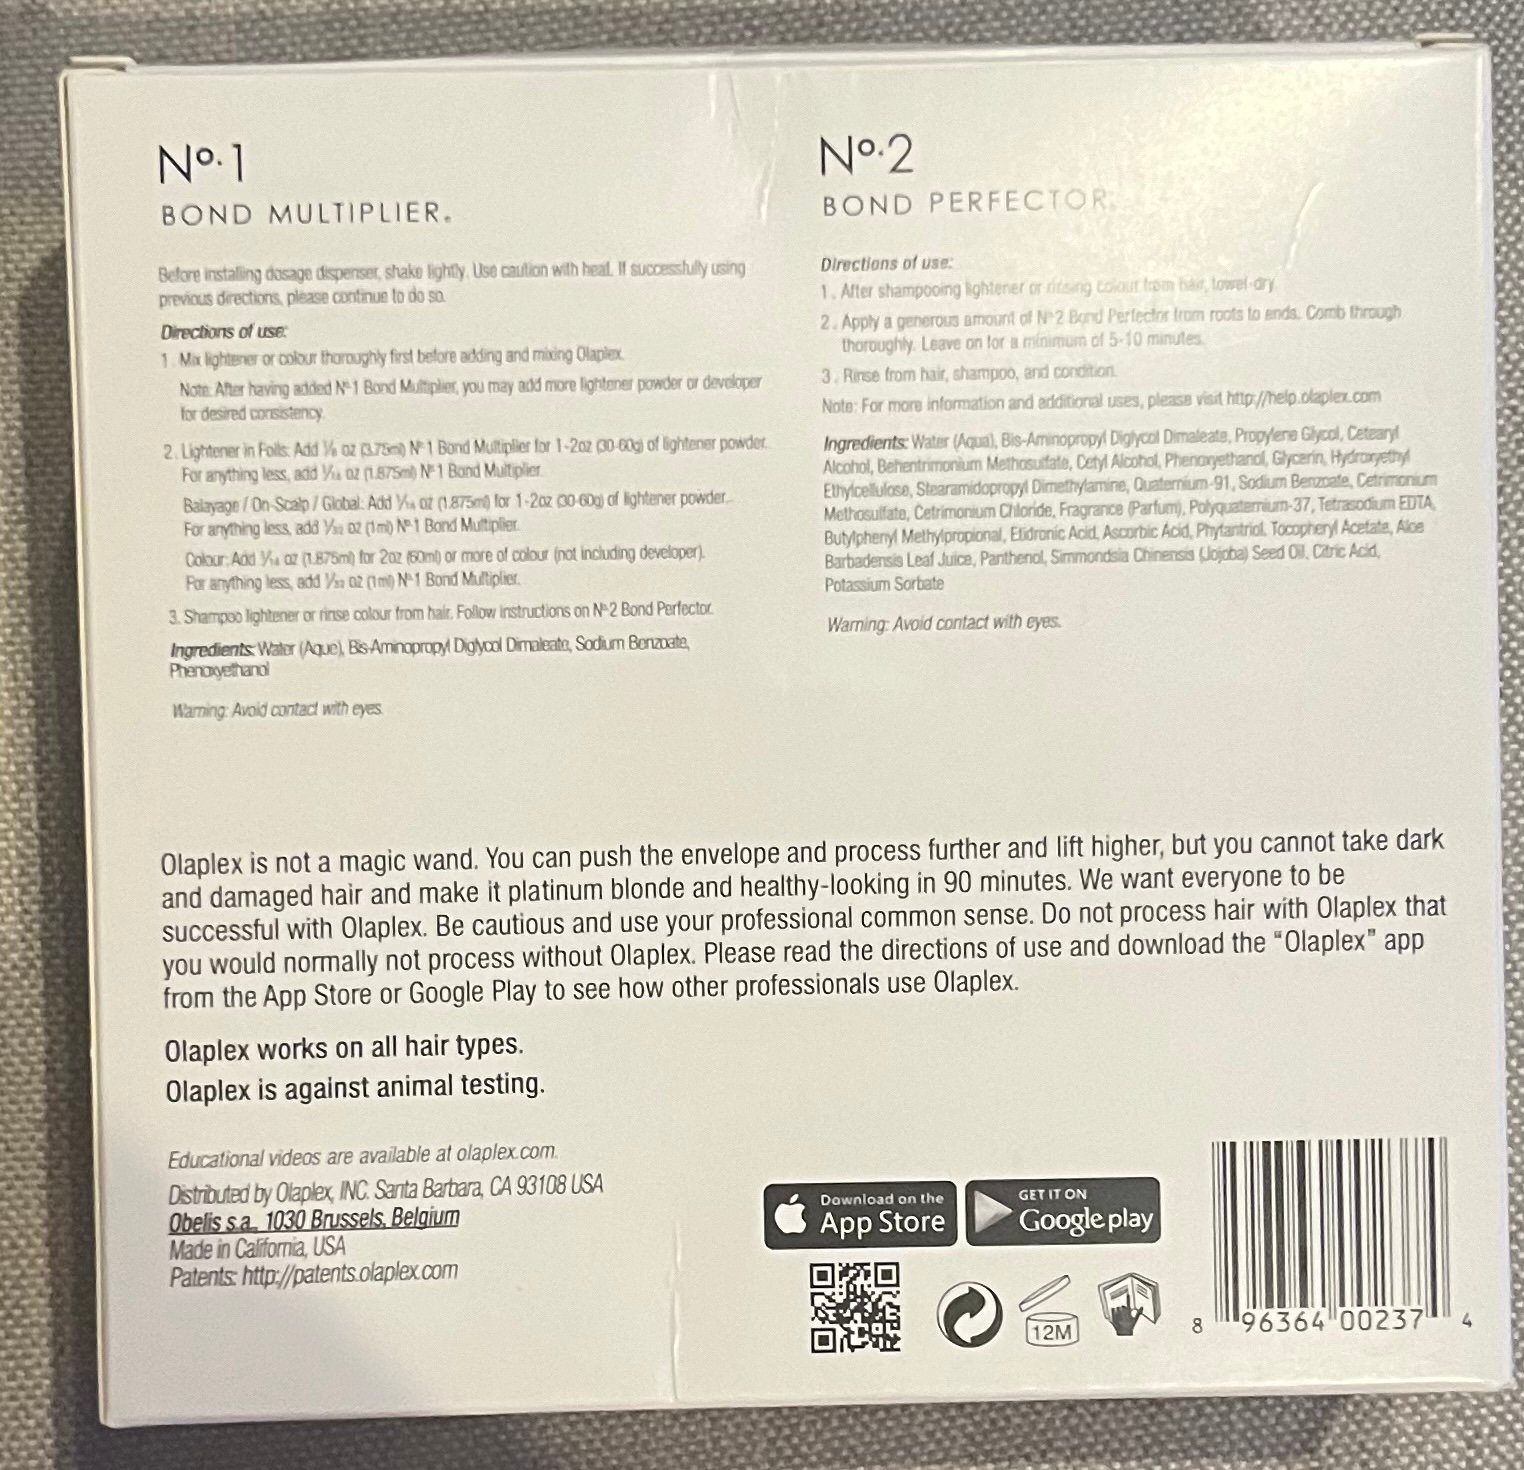 Nº.1
BOND MULTIPLIER®
Before installing dosage dispenser, shake lightly. Use caution with heat. If successfully using
previous directions, please continue to do so.
Directions of use:
1. Mix lightener or colour thoroughly first before adding and mixing Olaplex.
Note: After having added Nº1 Bond Multiplier, you may add more lightener powder or developer
for desired consistency.
2. Lightener in Foils: Add ⅛ oz (3.75ml) Nº1 Bond Multiplier for 1-2oz (30-60g) of lightener powder.
For anything less, add 1/16 oz (1.875ml) Nº1 Bond Multiplier.
Balayage / On-Scalp / Global: Add 1/16 oz (1.875ml) for 1-2oz (30-60g) of lightener powder.
For anything less, add 1/32 oz (1ml) Nº1 Bond Multiplier.
Colour: Add 1/16 oz (1.875ml) for 2oz (60ml) or more of colour (not including developer).
For anything less, add 1/32 oz (1ml) Nº1 Bond Multiplier.
3. Shampoo lightener or rinse colour from hair. Follow instructions on Nº2 Bond Perfector.
Ingredients: Water (Aqua), Bis-Aminopropyl Diglycol Dimaleate, Sodium Benzoate,
Phenoxyethanol
Warning: Avoid contact with eyes.
Nº.2
BOND PERFECTOR®
Directions of use:
1. After shampooing lightener or rinsing colour from hair, towel-dry.
2. Apply a generous amount of Nº2 Bond Perfector from roots to ends. Comb through
thoroughly. Leave on for a minimum of 5-10 minutes.
3. Rinse from hair, shampoo, and condition.
Note: For more information and additional uses, please visit http://help.olaplex.com
Ingredients: Water (Aqua), Bis-Aminopropyl Diglycol Dimaleate, Propylene Glycol, Cetearyl
Alcohol, Behentrimonium Methosulfate, Cetyl Alcohol, Phenoxyethanol, Glycerin, Hydroxyethyl
Ethylcellulose, Stearamidopropyl Dimethylamine, Quaternium-91, Sodium Benzoate, Cetrimonium
Methosulfate, Cetrimonium Chloride, Fragrance (Parfum), Polyquaternium-37, Tetrasodium EDTA,
Butylphenyl Methylpropional, Etidronic Acid, Ascorbic Acid, Phytantriol, Tocopheryl Acetate, Aloe
Barbadensis Leaf Juice, Panthenol, Simmondsia Chinensis (Jojoba) Seed Oil, Citric Acid,
Potassium Sorbate
Warning: Avoid contact with eyes.
Olaplex is not a magic wand. You can push the envelope and process further and lift higher, but you cannot take dark
and damaged hair and make it platinum blonde and healthy-looking in 90 minutes. We want everyone to be
successful with Olaplex. Be cautious and use your professional common sense. Do not process hair with Olaplex that
you would normally not process without Olaplex. Please read the directions of use and download the “Olaplex” app
from the App Store or Google Play to see how other professionals use Olaplex.
Olaplex works on all hair types.
Olaplex is against animal testing.
Educational videos are available at olaplex.com.
Distributed by Olaplex, INC. Santa Barbara, CA 93108 USA
Obelis s.a. 1030 Brussels, Belgium
Made in California, USA
Patents: http://patents.olaplex.com
Download on the
App Store
GET IT ON
Google play
12M
8 96364 00237 4